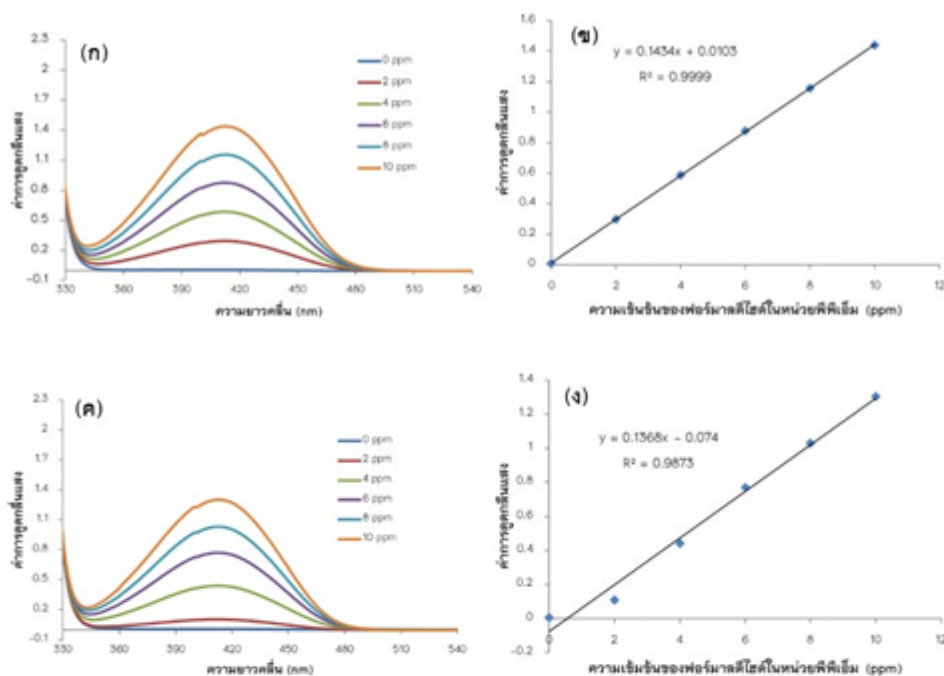 (ก)
2.3
2
1.7
1.4
1.1
0.8
0.5
0.2
-0.1
ค่าการดูดกลืนแสง
0 ppm
2 ppm
4 ppm
6 ppm
8 ppm
10 ppm
330 360 390 420 450 480 510 540
ความยาวคลื่น (nm)
(ข)
y = 0.1434x + 0.0103
R² = 0.9999
1.6
1.4
1.2
1
0.8
0.6
0.4
0.2
0
ค่าการดูดกลืนแสง
0 2 4 6 8 10 12
ความเข้มข้นของฟอร์มาลดีไฮด์ในหน่วยพีพีเอ็ม (ppm)
(ค)
2.3
2
1.7
1.4
1.1
0.8
0.5
0.2
-0.1
ค่าการดูดกลืนแสง
0 ppm
2 ppm
4 ppm
6 ppm
8 ppm
10 ppm
330 360 390 420 450 480 510 540
ความยาวคลื่น (nm)
(ง)
y = 0.1368x - 0.074
R² = 0.9873
1.4
1.2
1
0.8
0.6
0.4
0.2
0
-0.2
ค่าการดูดกลืนแสง
0 2 4 6 8 10 12
ความเข้มข้นของฟอร์มาลดีไฮด์ในหน่วยพีพีเอ็ม (ppm)